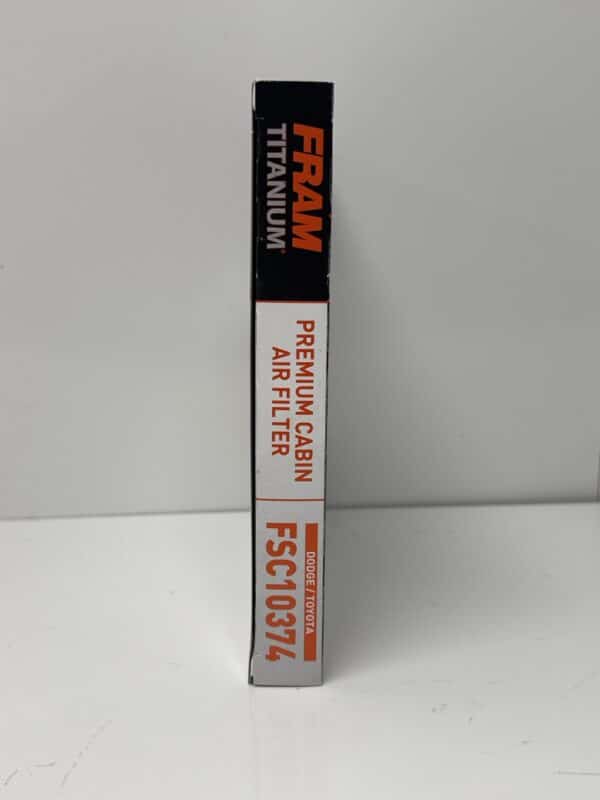 FRAM
TITANIUM®
PREMIUM CABIN
AIR FILTER
DODGE / TOYOTA
FSC10374